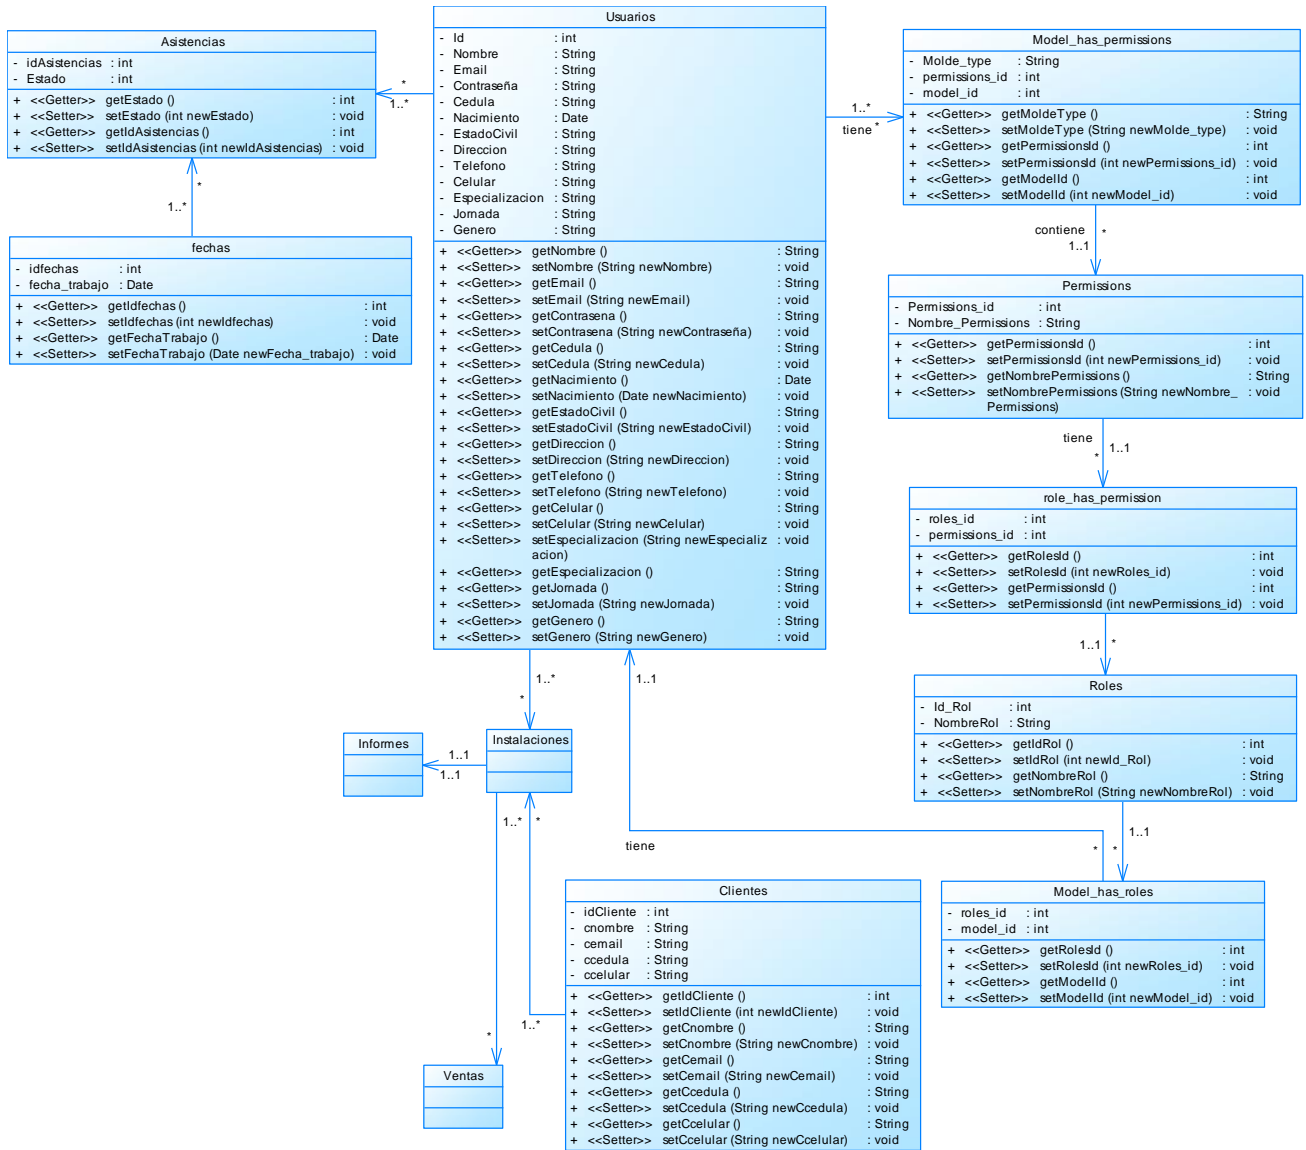 Usuarios
- Id : int
- Nombre : String
- Email : String
- Contraseña : String
- Cedula : String
- Nacimiento : Date
- EstadoCivil : String
- Direccion : String
- Telefono : String
- Celular : String
- Especializacion : String
- Jornada : String
- Genero : String
+ <<Getter>> getNombre () : String
+ <<Setter>> setNombre (String newNombre) : void
+ <<Getter>> getEmail () : String
+ <<Setter>> setEmail (String newEmail) : void
+ <<Getter>> getContrasena () : String
+ <<Setter>> setContrasena (String newContraseña) : void
+ <<Getter>> getCedula () : String
+ <<Setter>> setCedula (String newCedula) : void
+ <<Getter>> getNacimiento () : Date
+ <<Setter>> setNacimiento (Date newNacimiento) : void
+ <<Getter>> getEstadoCivil () : String
+ <<Setter>> setEstadoCivil (String newEstadoCivil) : void
+ <<Getter>> getDireccion () : String
+ <<Setter>> setDireccion (String newDireccion) : void
+ <<Getter>> getTelefono () : String
+ <<Setter>> setTelefono (String newTelefono) : void
+ <<Getter>> getCelular () : String
+ <<Setter>> setCelular (String newCelular) : void
+ <<Setter>> setEspecializacion (String newEspecializ : void
acion)
+ <<Getter>> getEspecializacion () : String
+ <<Getter>> getJornada () : String
+ <<Setter>> setJornada (String newJornada) : void
+ <<Getter>> getGenero () : String
+ <<Setter>> setGenero (String newGenero) : void
Asistencias
- idAsistencias : int
- Estado : int
+ <<Getter>> getEstado () : int
+ <<Setter>> setEstado (int newEstado) : void
+ <<Getter>> getIdAsistencias () : int
+ <<Setter>> setIdAsistencias (int newIdAsistencias) : void
*
1..*
*
1..*
fechas
- idfechas : int
- fecha_trabajo : Date
+ <<Getter>> getIdfechas () : int
+ <<Setter>> setIdfechas (int newIdfechas) : void
+ <<Getter>> getFechaTrabajo () : Date
+ <<Setter>> setFechaTrabajo (Date newFecha_trabajo) : void
1..*
tiene *
Model_has_permissions
- Molde_type : String
- permissions_id : int
- model_id : int
+ <<Getter>> getMoldeType () : String
+ <<Setter>> setMoldeType (String newMolde_type) : void
+ <<Getter>> getPermissionsId () : int
+ <<Setter>> setPermissionsId (int newPermissions_id) : void
+ <<Getter>> getModelId () : int
+ <<Setter>> setModelId (int newModel_id) : void
contiene *
1..1
Permissions
- Permissions_id : int
- Nombre_Permissions : String
+ <<Getter>> getPermissionsId () : int
+ <<Setter>> setPermissionsId (int newPermissions_id) : void
+ <<Getter>> getNombrePermissions () : String
+ <<Setter>> setNombrePermissions (String newNombre_ : void
Permissions)
tiene 1..1
*
role_has_permission
- roles_id : int
- permissions_id : int
+ <<Getter>> getRolesId () : int
+ <<Setter>> setRolesId (int newRoles_id) : void
+ <<Getter>> getPermissionsId () : int
+ <<Setter>> setPermissionsId (int newPermissions_id) : void
1..1 *
Roles
- Id_Rol : int
- NombreRol : String
+ <<Getter>> getIdRol () : int
+ <<Setter>> setIdRol (int newId_Rol) : void
+ <<Getter>> getNombreRol () : String
+ <<Setter>> setNombreRol (String newNombreRol) : void
1..1
* *
Model_has_roles
- roles_id : int
- model_id : int
+ <<Getter>> getRolesId () : int
+ <<Setter>> setRolesId (int newRoles_id) : void
+ <<Getter>> getModelId () : int
+ <<Setter>> setModelId (int newModel_id) : void
1..1
tiene
1..*
*
Informes
1..1
1..1
Instalaciones
1..* *
1..*
*
Ventas
Clientes
- idCliente : int
- cnombre : String
- cemail : String
- ccedula : String
- ccelular : String
+ <<Getter>> getIdCliente () : int
+ <<Setter>> setIdCliente (int newIdCliente) : void
+ <<Getter>> getCnombre () : String
+ <<Setter>> setCnombre (String newCnombre) : void
+ <<Getter>> getCemail () : String
+ <<Setter>> setCemail (String newCemail) : void
+ <<Getter>> getCcedula () : String
+ <<Setter>> setCcedula (String newCcedula) : void
+ <<Getter>> getCcelular () : String
+ <<Setter>> setCcelular (String newCcelular) : void